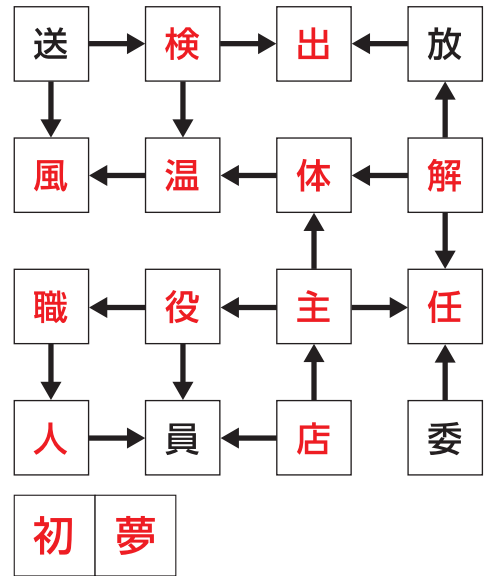 送 検 出 放
風 温 体 解
職 役 主 任
人 員 店 委
初 夢